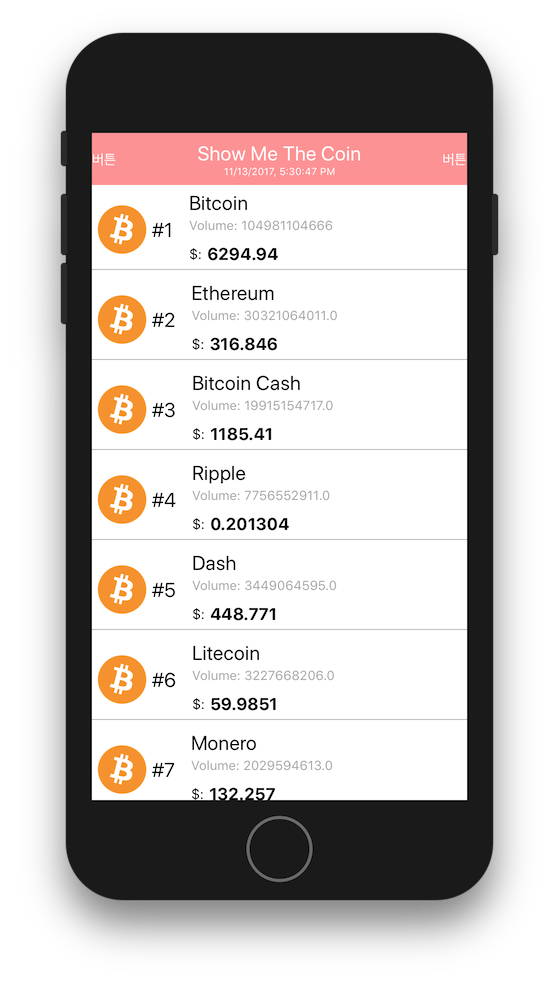 버튼
Show Me The Coin
버튼
11/13/2017, 5:30:47 PM
Bitcoin
#1
Volume: 104981104666
$: 6294.94
Ethereum
#2
Volume: 30321064011.0
$: 316.846
Bitcoin Cash
#3
Volume: 19915154717.0
$: 1185.41
Ripple
#4
Volume: 7756552911.0
$: 0.201304
Dash
#5
Volume: 3449064595.0
$: 448.771
Litecoin
#6
Volume: 3227668206.0
$: 59.9851
Monero
#7
Volume: 2029594613.0
$: 132.257